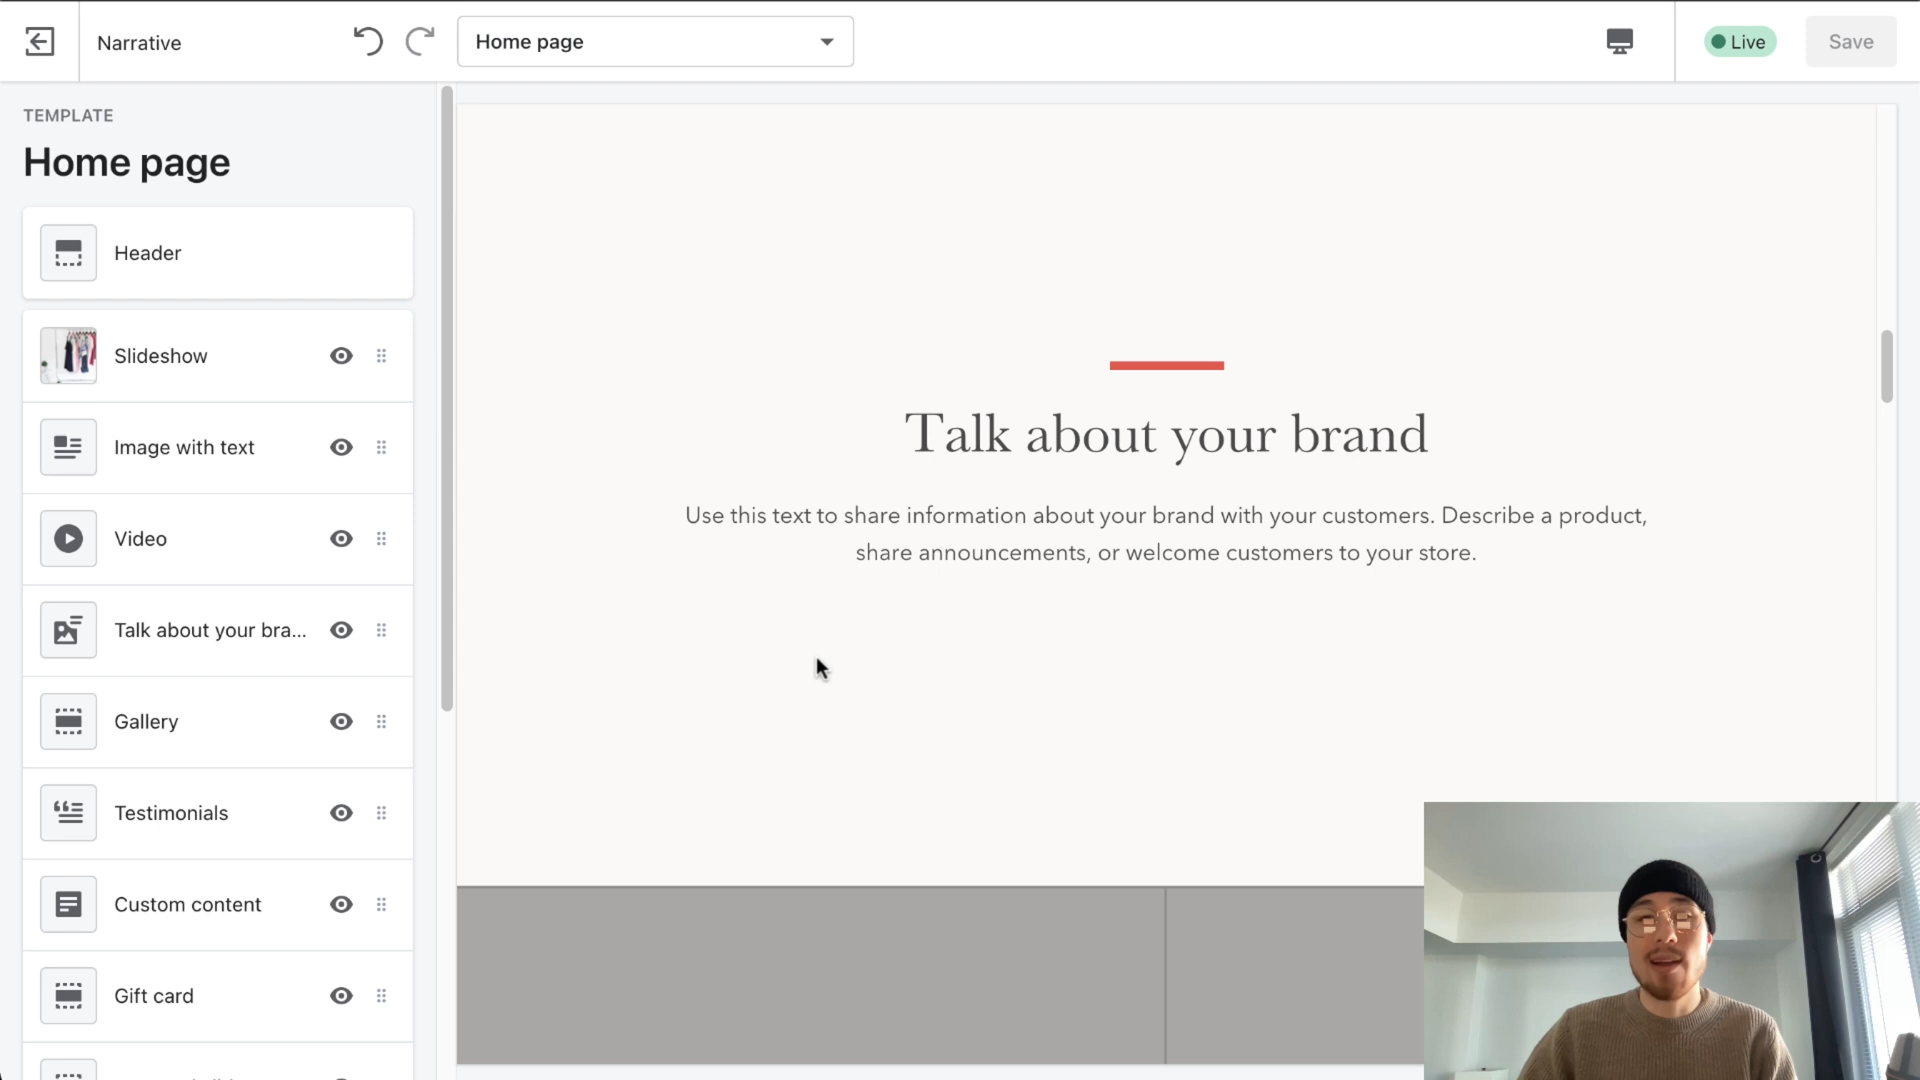 Narrative
Home page
Live
Save
TEMPLATE
Home page
Header
Slideshow
Image with text
Video
Talk about your bra...
Gallery
Testimonials
Custom content
Gift card
Talk about your brand
Use this text to share information about your brand with your customers. Describe a product,
share announcements, or welcome customers to your store.